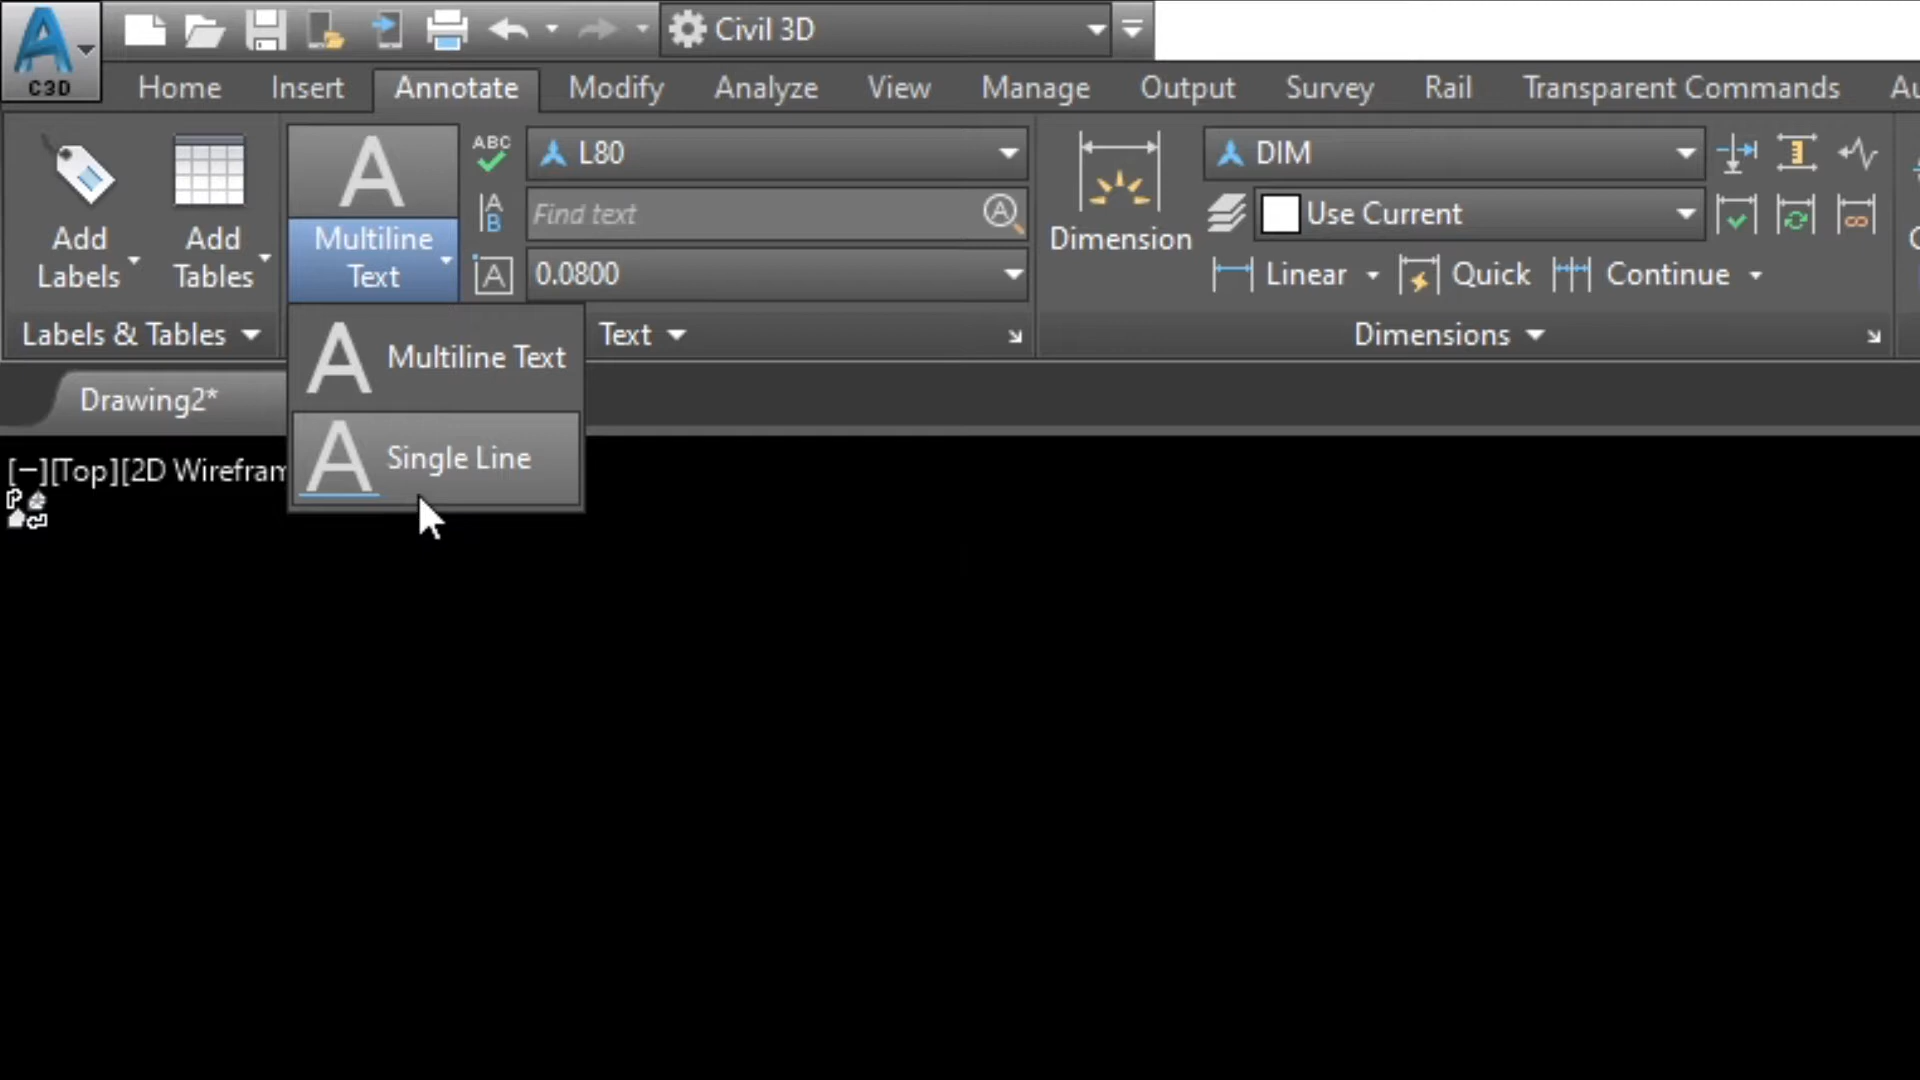 Civil 3D
C3D
Home Insert Annotate Modify Analyze View Manage Output Survey Rail Transparent Commands
ABC L80 DIM
A B Find text Use Current
Add Labels Add Tables Multiline Text Dimension
A 0.0800 Linear Quick Continue
Labels & Tables Text Dimensions
Multiline Text
Drawing2*
Single Line
[−][Top][2D Wirefram